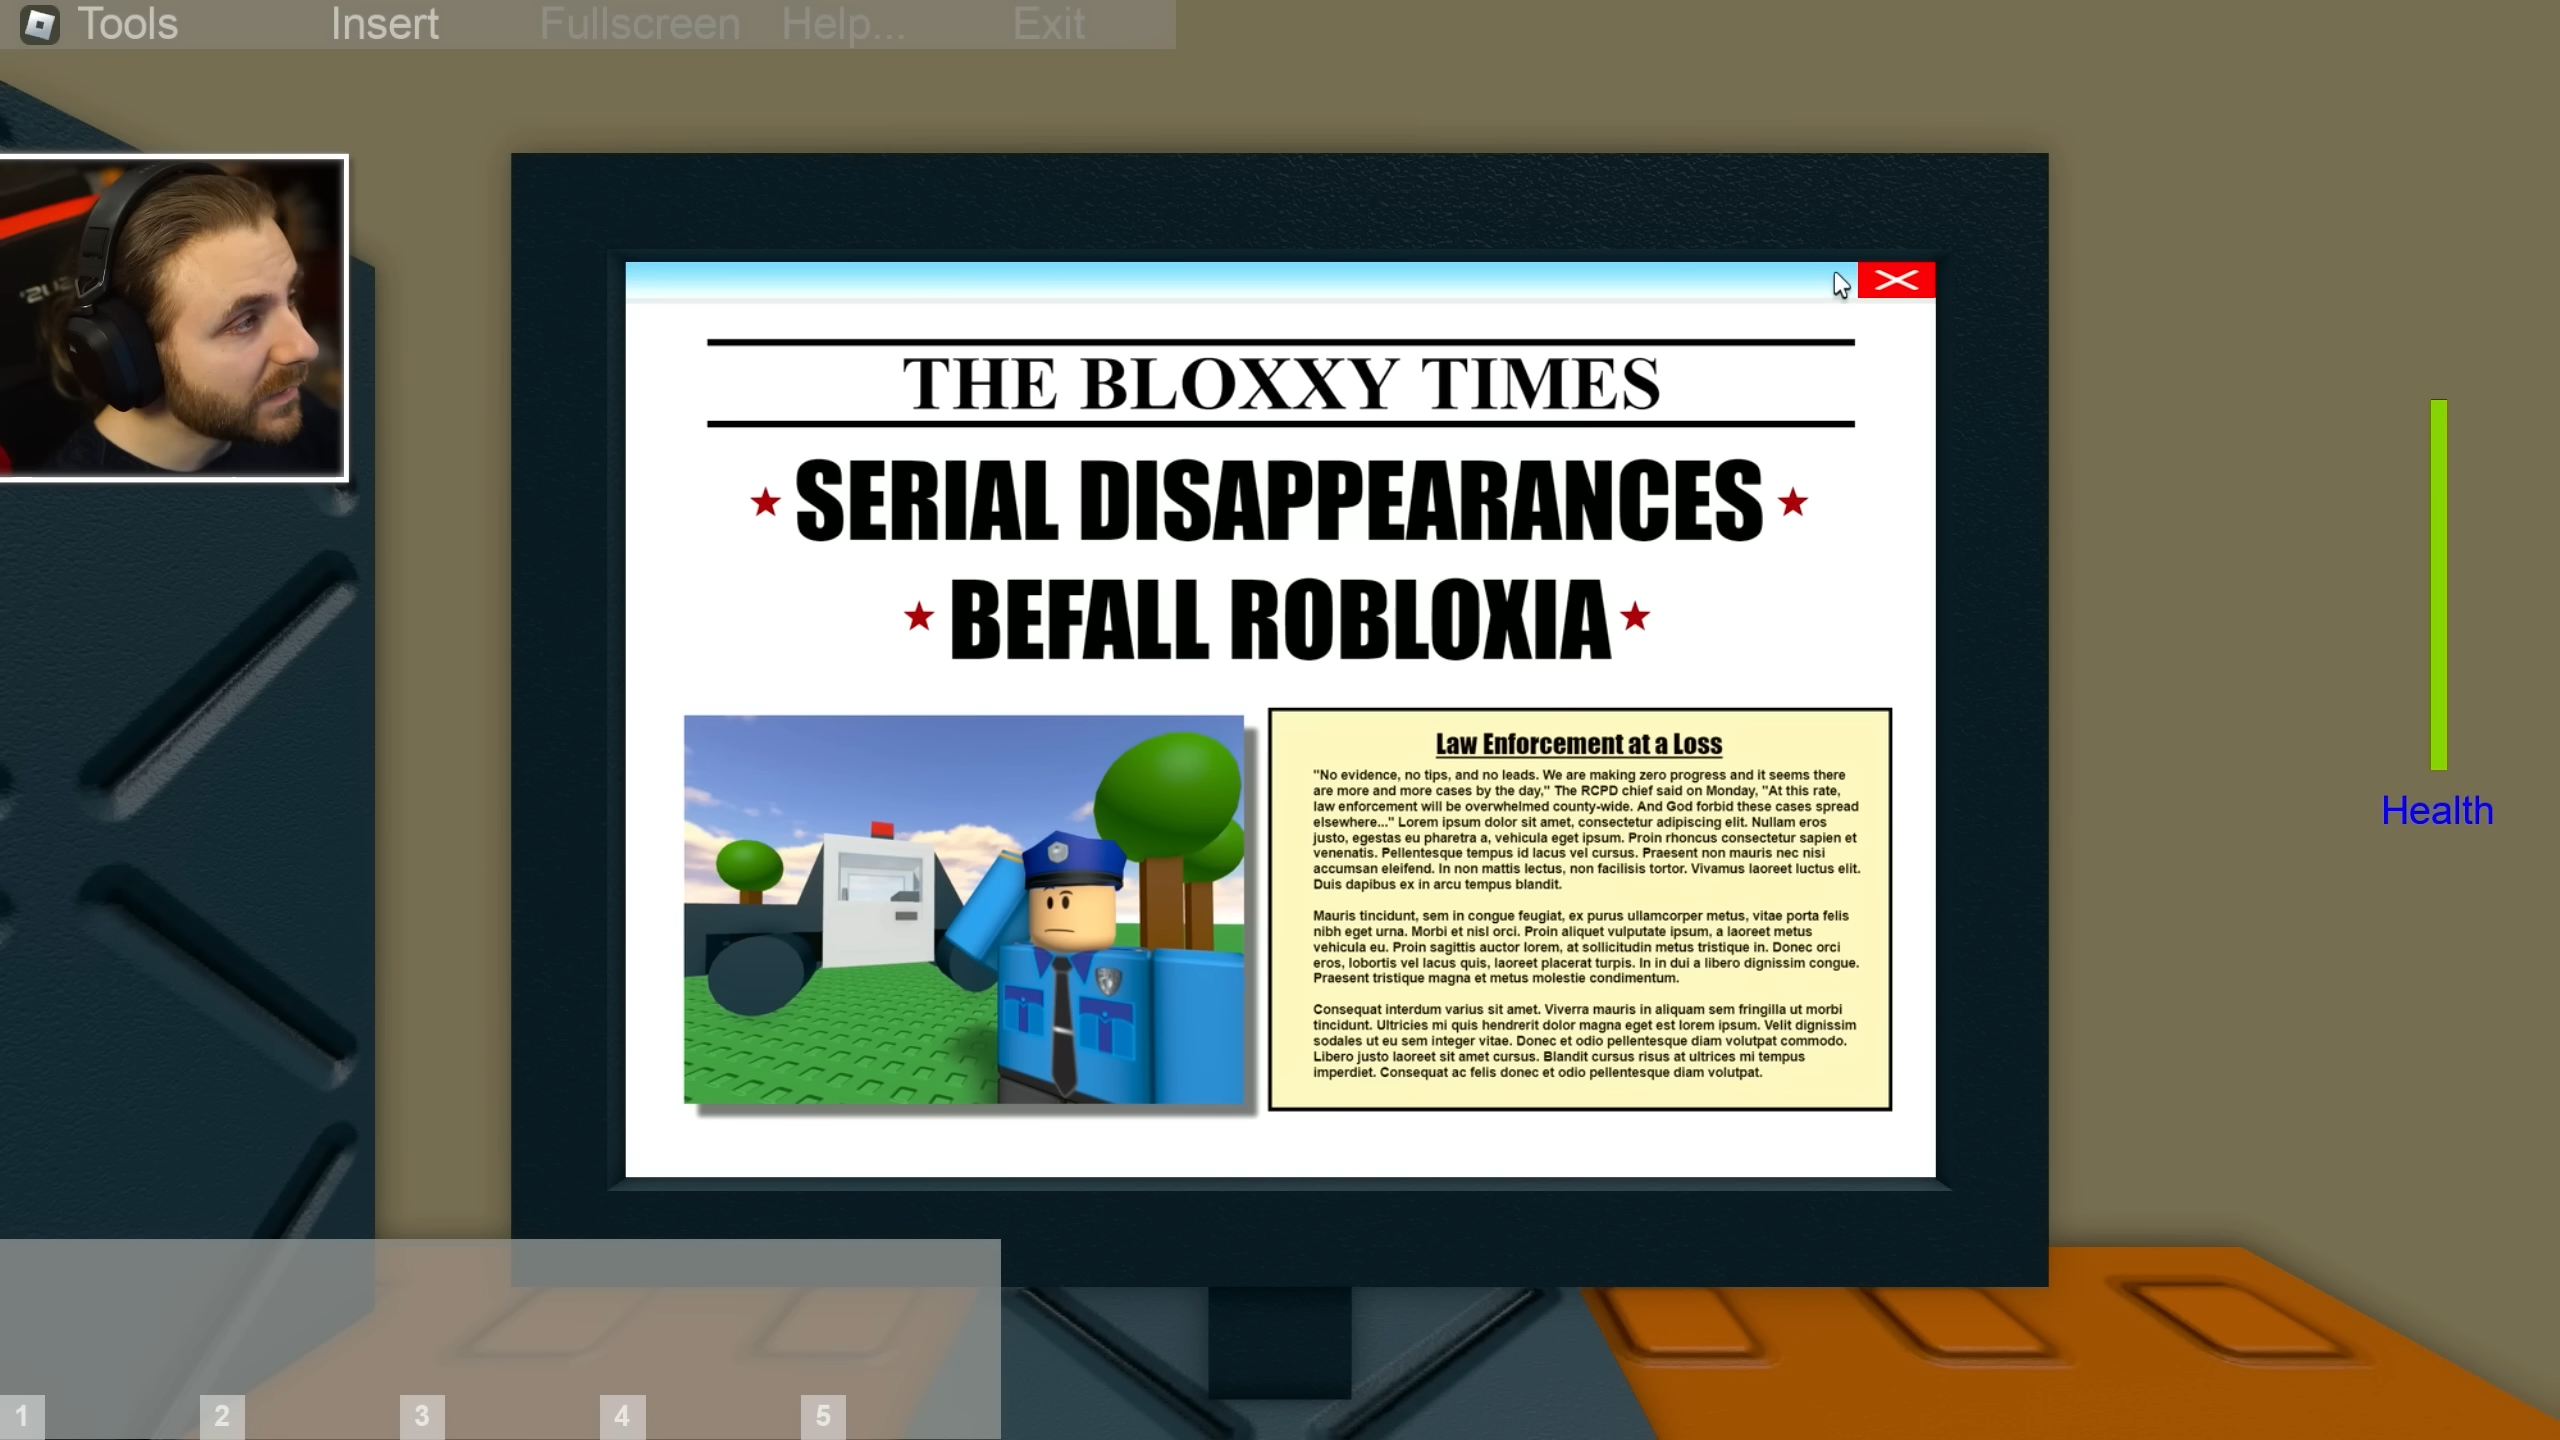 Tools Insert Fullscreen Help... Exit
THE BLOXXY TIMES
SERIAL DISAPPEARANCES
BEFALL ROBLOXIA
Law Enforcement at a Loss
"No evidence, no tips, and no leads. We are making zero progress and it seems there
are more and more cases by the day," The RCPD chief said on Monday, "At this rate,
law enforcement will be overwhelmed county-wide. And God forbid these cases spread
elsewhere..." Lorem ipsum dolor sit amet, consectetur adipiscing elit. Nullam eros
justo, egestas eu pharetra a, vehicula eget ipsum. Proin rhoncus consectetur sapien et
venenatis. Pellentesque tempus id lacus vel cursus. Praesent non mauris nec nisi
accumsan eleifend. In non mattis lectus, non facilisis tortor. Vivamus laoreet luctus elit.
Duis dapibus ex in arcu tempus blandit.
Mauris tincidunt, sem in congue feugiat, ex purus ullamcorper metus, vitae porta felis
nibh eget urna. Morbi et nisl orci. Proin aliquet vulputate ipsum, a laoreet metus
vehicula eu. Proin sagittis auctor lorem, at sollicitudin metus tristique in. Donec orci
eros, lobortis vel lacus quis, laoreet placerat turpis. In in dui a libero dignissim congue.
Praesent tristique magna et metus molestie condimentum.
Consequat interdum varius sit amet. Viverra mauris in aliquam sem fringilla ut morbi
tincidunt. Ultricies mi quis hendrerit dolor magna eget est lorem ipsum. Velit dignissim
sodales ut eu sem integer vitae. Donec et odio pellentesque diam volutpat commodo.
Libero justo laoreet sit amet cursus. Blandit cursus risus at ultrices mi tempus
imperdiet. Consequat ac felis donec et odio pellentesque diam volutpat.
Health
1 2 3 4 5